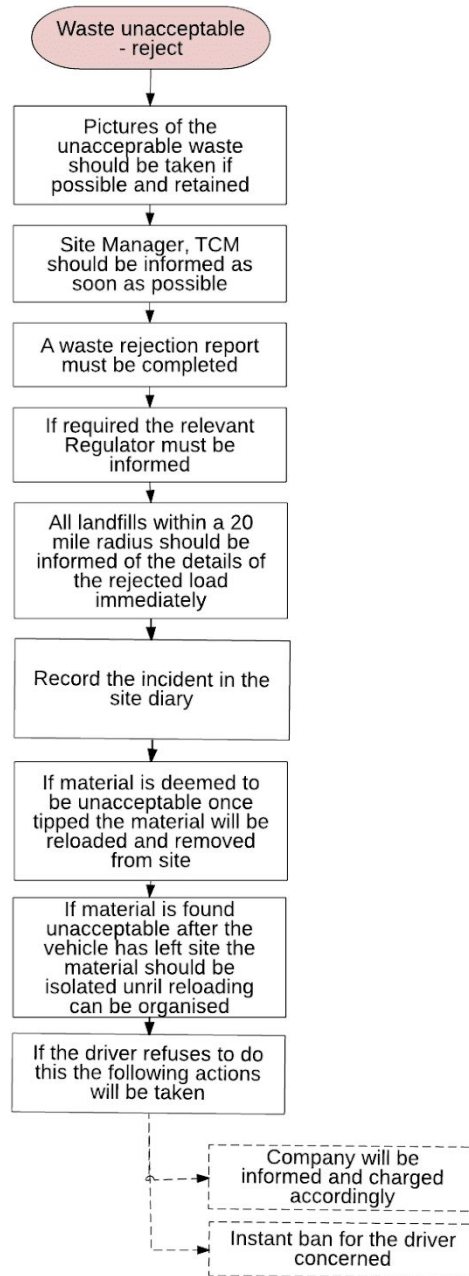 Waste unacceptable
- reject
Pictures of the
unacceprable waste
should be taken if
possible and retained
Site Manager, TCM
should be informed as
soon as possible
A waste rejection report
must be completed
If required the relevant
Regulator must be
informed
All landfills within a 20
mile radius should be
informed of the details of
the rejected load
immediately
Record the incident in the
site diary
If material is deemed to
be unacceptable once
tipped the material will be
reloaded and removed
from site
If material is found
unacceptable after the
vehicle has left site the
material should be
isolated unril reloading
can be organised
If the driver refuses to do
this the following actions
will be taken
Company will be
informed and charged
accordingly
Instant ban for the driver
concerned